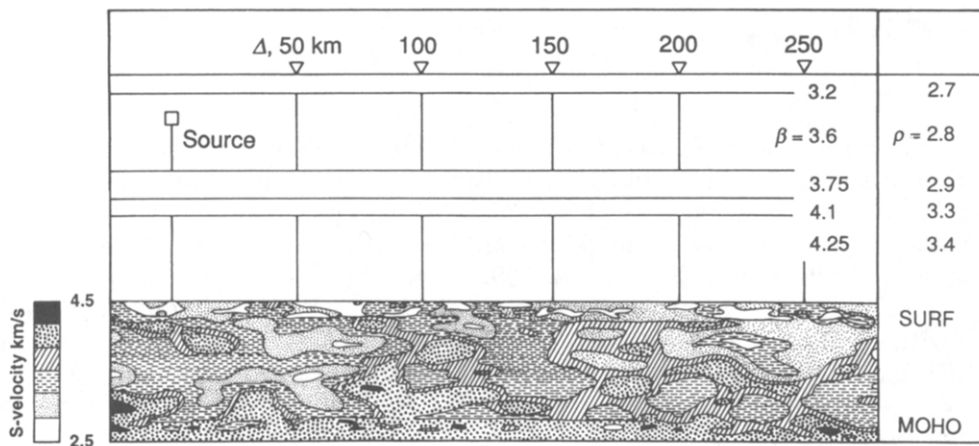 Δ, 50 km 100 150 200 250
3.2 2.7
Source β = 3.6 ρ = 2.8
3.75 2.9
4.1 3.3
4.25 3.4
4.5 SURF
S-velocity km/s
2.5 MOHO